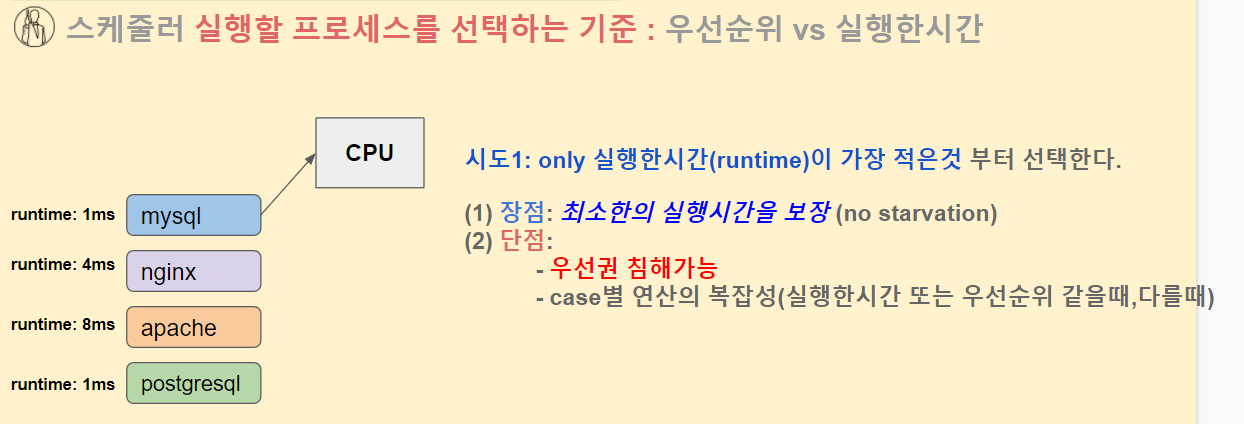 스케줄러 실행할 프로세스를 선택하는 기준 : 우선순위 vs 실행한시간
CPU
시도1: only 실행한시간(runtime)이 가장 적은것 부터 선택한다.
runtime: 1ms mysql
(1) 장점: 최소한의 실행시간을 보장 (no starvation)
(2) 단점:
runtime: 4ms nginx
- 우선권 침해가능
- case별 연산의 복잡성(실행한시간 또는 우선순위 같을때,다를때)
runtime: 8ms apache
runtime: 1ms postgresql